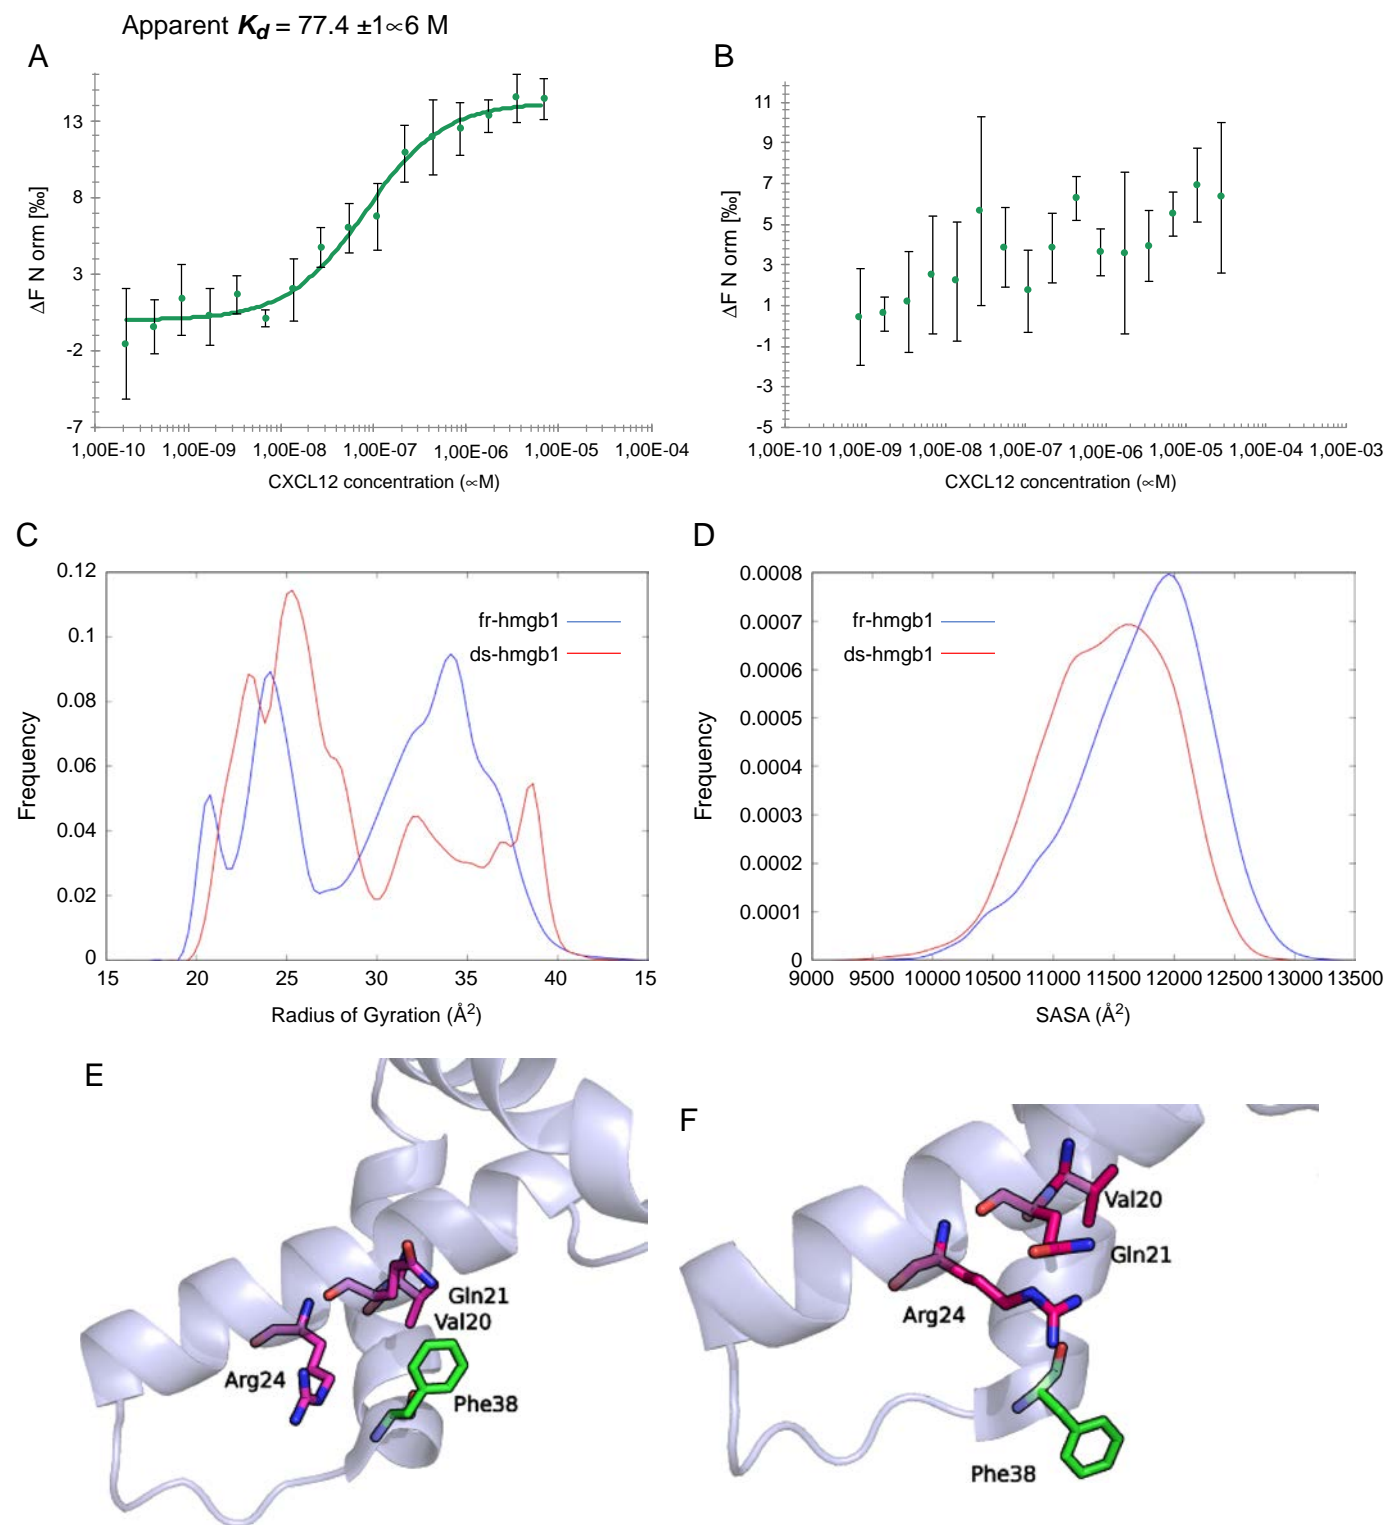 Apparent Kd = 77.4 ±1∝6 M
A
B
13
8
3
-2
-7
ΔF N orm [‰]
1,00E-10 1,00E-09 1,00E-08 1,00E-07 1,00E-06 1,00E-05 1,00E-04
CXCL12 concentration (∝M)
11
9
7
5
3
1
-1
-3
-5
ΔF N orm [‰]
1,00E-10 1,00E-09 1,00E-08 1,00E-07 1,00E-06 1,00E-05 1,00E-04 1,00E-03
CXCL12 concentration (∝M)
C
0.12
0.1
0.08
0.06
0.04
0.02
0
Frequency
fr-hmgb1
ds-hmgb1
15 20 25 30 35 40 15
Radius of Gyration (Å²)
D
0.0008
0.0007
0.0006
0.0005
0.0004
0.0003
0.0002
0.0001
0
Frequency
fr-hmgb1
ds-hmgb1
9000 9500 10000 10500 11000 11500 12000 12500 13000 13500
SASA (Å²)
E
Gln21
Val20
Arg24
Phe38
F
Val20
Gln21
Arg24
Phe38